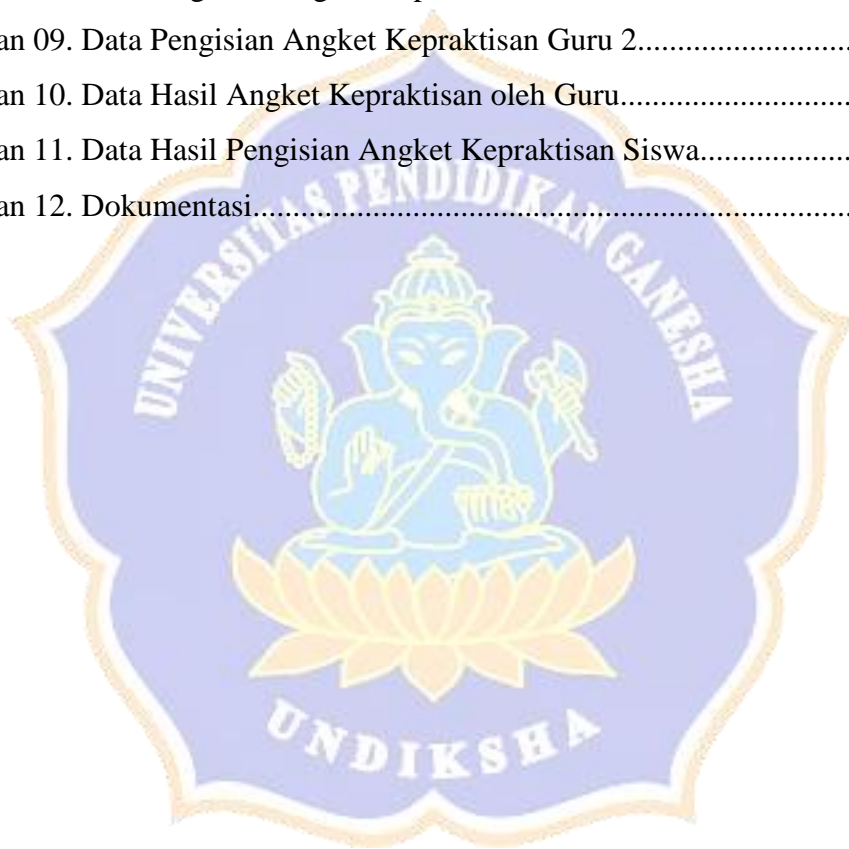 an 09. Data Pengisian Angket Kepraktisan Guru 2...........................
an 10. Data Hasil Angket Kepraktisan oleh Guru.............................
an 11. Data Hasil Pengisian Angket Kepraktisan Siswa...................
an 12. Dokumentasi...........................................................................
UNIVERSITAS PENDIDIKAN GANESHA
UNDIKSHA